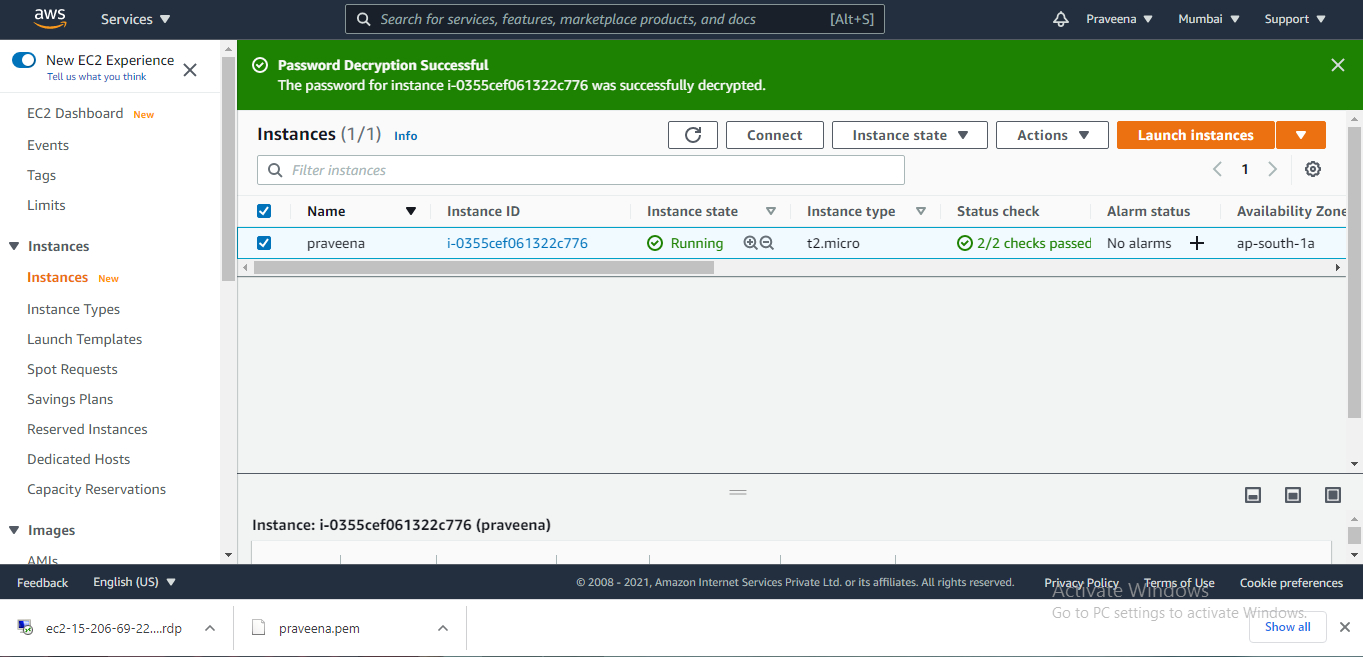 aws Services Search for services, features, marketplace products, and docs [Alt+S] Praveena Mumbai Support
New EC2 Experience
Tell us what you think
EC2 Dashboard New
Events
Tags
Limits
Instances
Instances New
Instance Types
Launch Templates
Spot Requests
Savings Plans
Reserved Instances
Dedicated Hosts
Capacity Reservations
Images
AMIs
Password Decryption Successful
The password for instance i-0355cef061322c776 was successfully decrypted.
Instances (1/1) Info Connect Instance state Actions Launch instances
Filter instances 1
Name Instance ID Instance state Instance type Status check Alarm status Availability Zone
praveena i-0355cef061322c776 Running t2.micro 2/2 checks passed No alarms ap-south-1a
Instance: i-0355cef061322c776 (praveena)
Feedback English (US) © 2008 - 2021, Amazon Internet Services Private Ltd. or its affiliates. All rights reserved. Privacy Policy Terms of Use Cookie preferences
Activate Windows
Go to PC settings to activate Windows.
ec2-15-206-69-22....rdp praveena.pem Show all